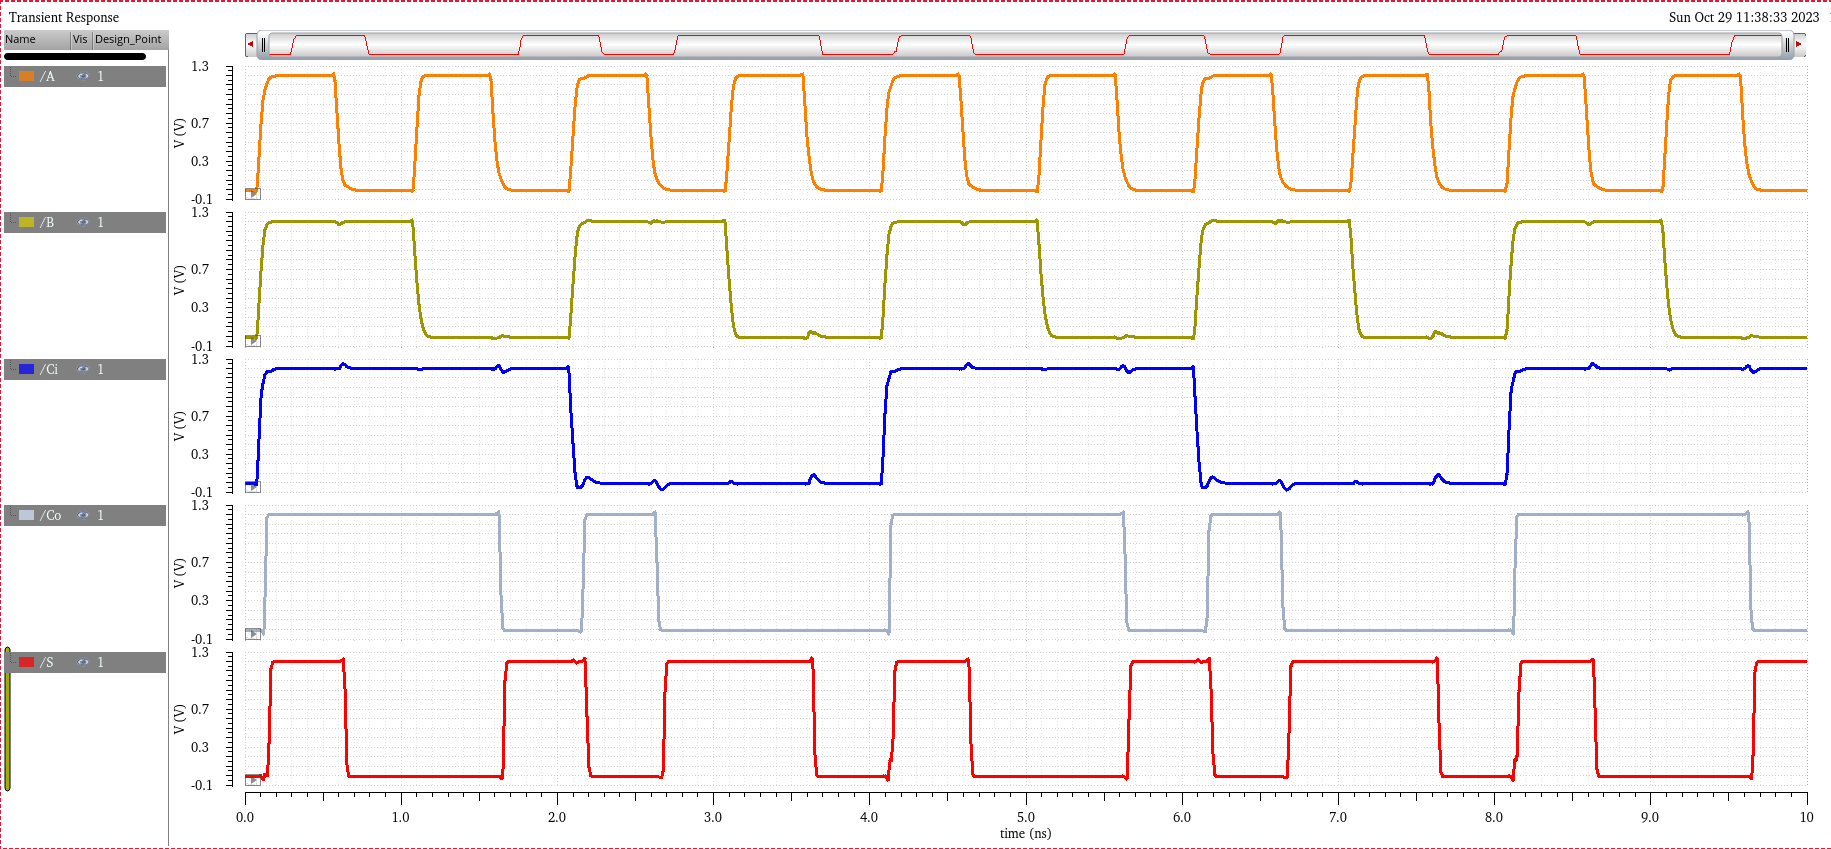 Transient Response
Sun Oct 29 11:38:33 2023
Name Vis Design_Point
/A 1
1.3
0.7
0.3
-0.1
V (V)
/B 1
1.3
0.7
0.3
-0.1
V (V)
/Ci 1
1.3
0.7
0.3
-0.1
V (V)
/Co 1
1.3
0.7
0.3
-0.1
V (V)
/S 1
1.3
0.7
0.3
-0.1
V (V)
0.0 1.0 2.0 3.0 4.0 5.0 6.0 7.0 8.0 9.0 10
time (ns)